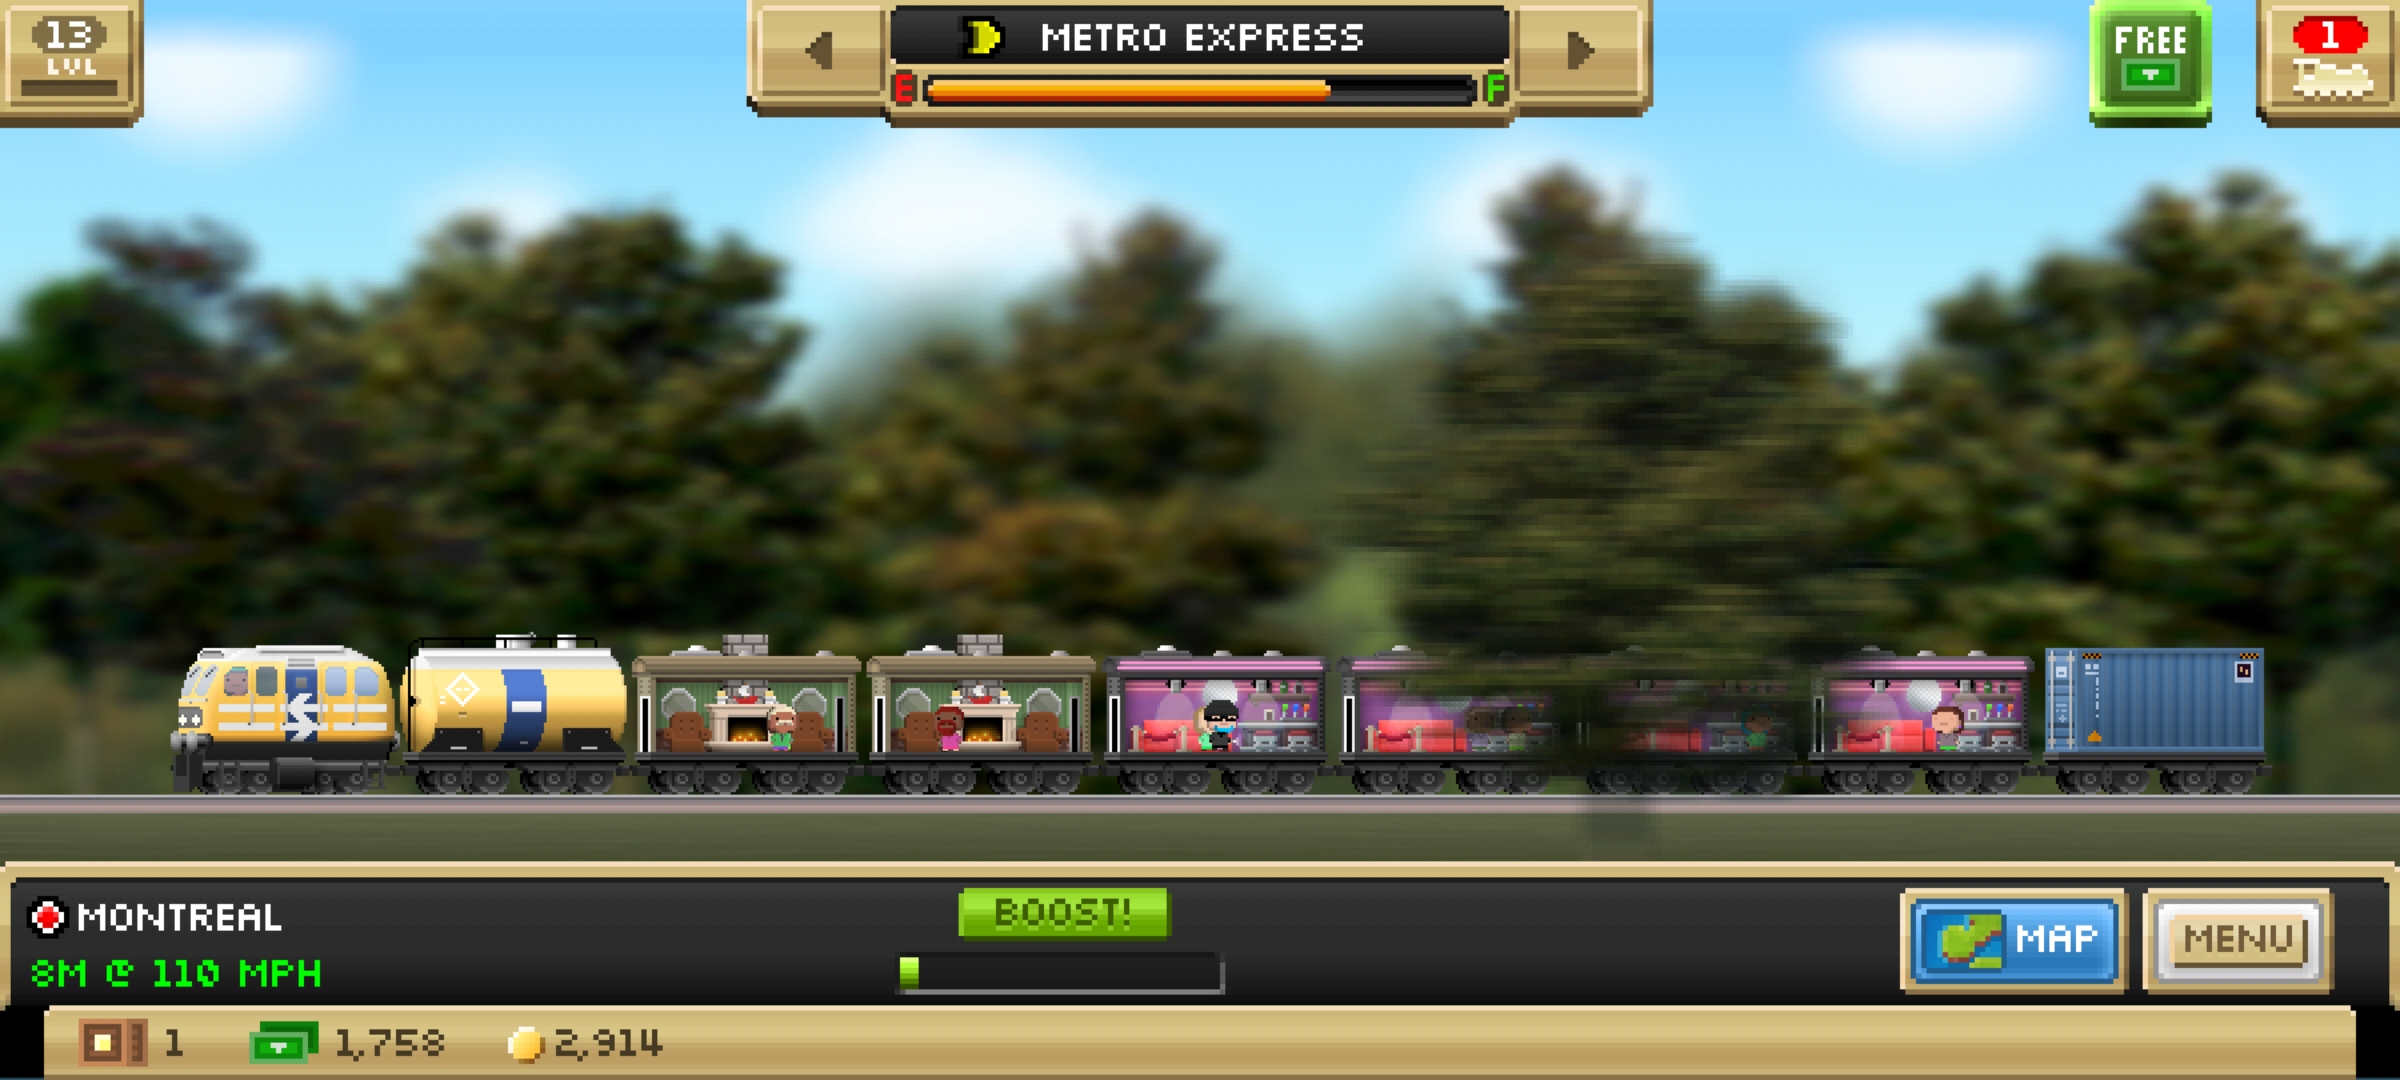 13
LVL
METRO EXPRESS
E F
FREE
1
MONTREAL
8M @ 110 MPH
BOOST!
MAP
MENU
1
1,758
2,914